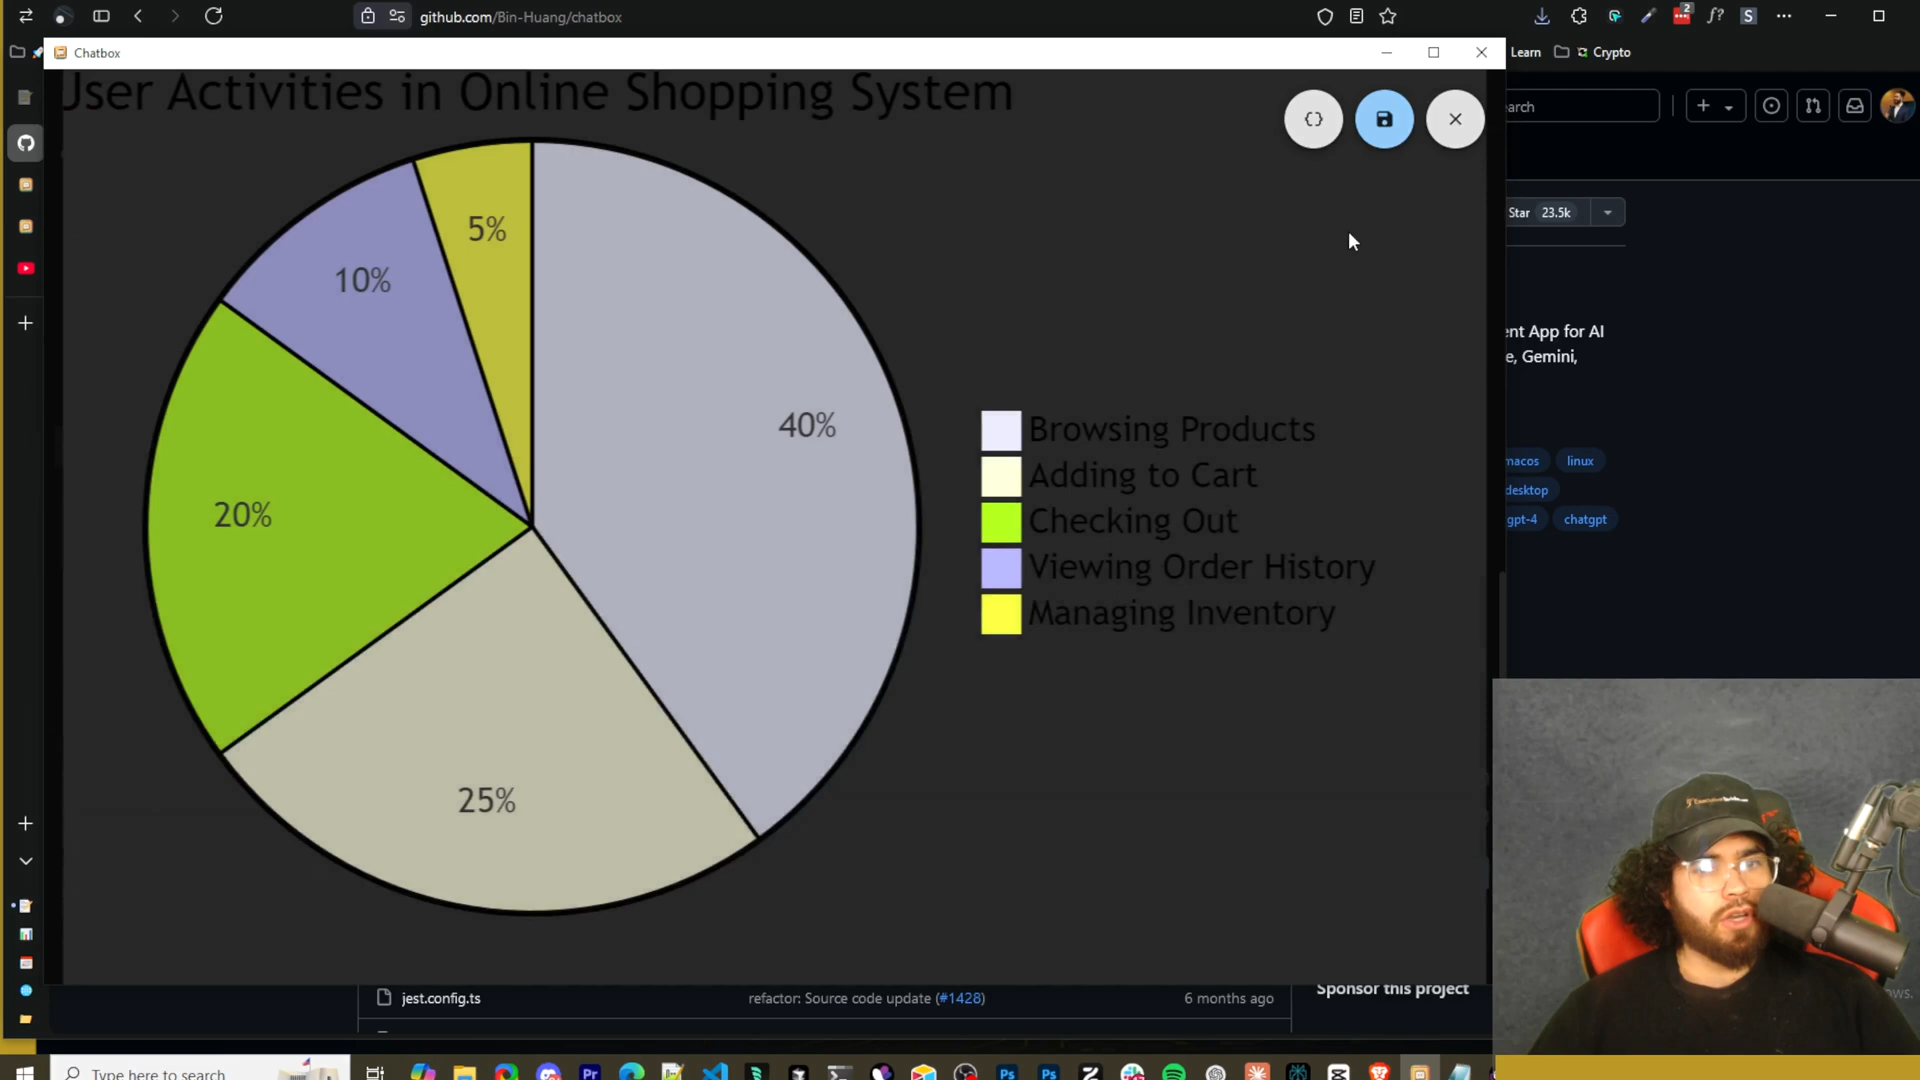 github.com/Bin-Huang/chatbox
2
f?
S
Learn
Crypto
Chatbox
User Activities in Online Shopping System
Star 23.5k
5%
10%
40%
20%
25%
Browsing Products
Adding to Cart
Checking Out
Viewing Order History
Managing Inventory
ent App for AI
e, Gemini,
macos
linux
desktop
gpt-4
chatgpt
jest.config.ts
refactor: Source code update (#1428)
6 months ago
Sponsor this project
Type here to search